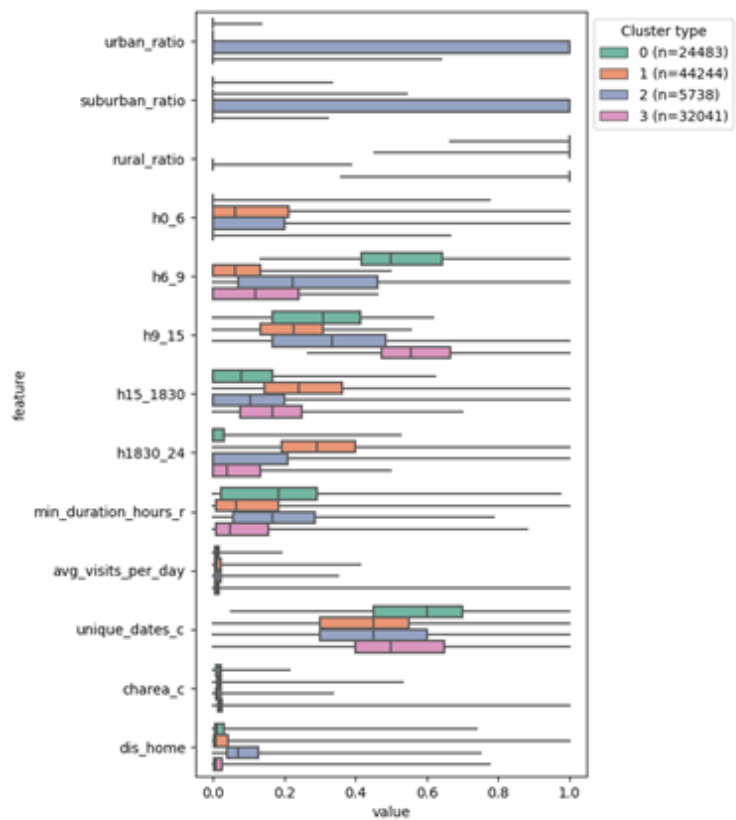 Cluster type
0 (n=24483)
1 (n=44244)
2 (n=5738)
3 (n=32041)
urban_ratio
suburban_ratio
rural_ratio
h0_6
h6_9
h9_15
h15_1830
h1830_24
min_duration_hours_r
avg_visits_per_day
unique_dates_c
charea_c
dis_home
feature
0.0 0.2 0.4 0.6 0.8 1.0
value